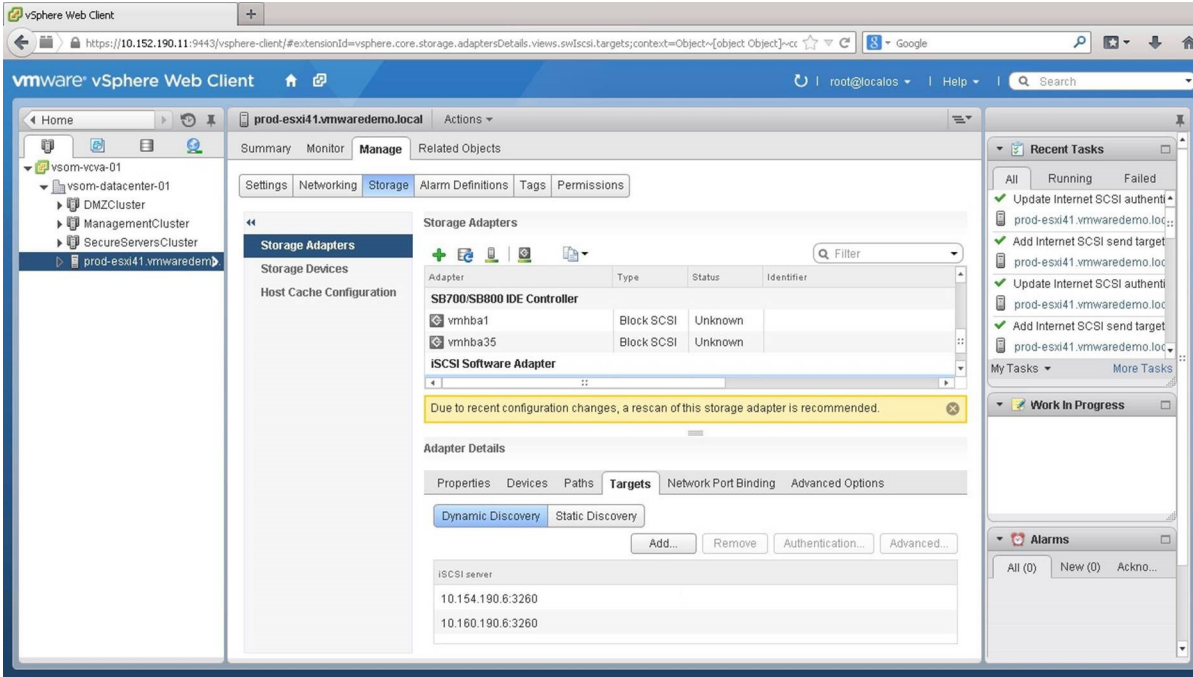 vSphere Web Client
https://10.152.190.11:9443/vsphere-client/#extensionId=vsphere.core.storage.adaptersDetails.views.swIscsi.targets;context=Object~[object Object]~cc
Google
vmware® vSphere Web Client
root@localos
Help
Search
Home
vsom-vcva-01
vsom-datacenter-01
DMZCluster
ManagementCluster
SecureServersCluster
prod-esxi41.vmwaredem
prod-esxi41.vmwaredemo.local Actions
Summary Monitor Manage Related Objects
Settings Networking Storage Alarm Definitions Tags Permissions
Storage Adapters
Storage Devices
Host Cache Configuration
Storage Adapters
Filter
Adapter Type Status Identifier
SB700/SB800 IDE Controller
vmhba1 Block SCSI Unknown
vmhba35 Block SCSI Unknown
iSCSI Software Adapter
Due to recent configuration changes, a rescan of this storage adapter is recommended.
Adapter Details
Properties Devices Paths Targets Network Port Binding Advanced Options
Dynamic Discovery Static Discovery
Add... Remove Authentication... Advanced...
iSCSI server
10.154.190.6:3260
10.160.190.6:3260
Recent Tasks
All Running Failed
Update Internet SCSI authenti
prod-esxi41.vmwaredemo.loc
Add Internet SCSI send target
prod-esxi41.vmwaredemo.loc
Update Internet SCSI authenti
prod-esxi41.vmwaredemo.loc
Add Internet SCSI send target
prod-esxi41.vmwaredemo.loc
My Tasks More Tasks
Work In Progress
Alarms
All (0) New (0) Ackno...